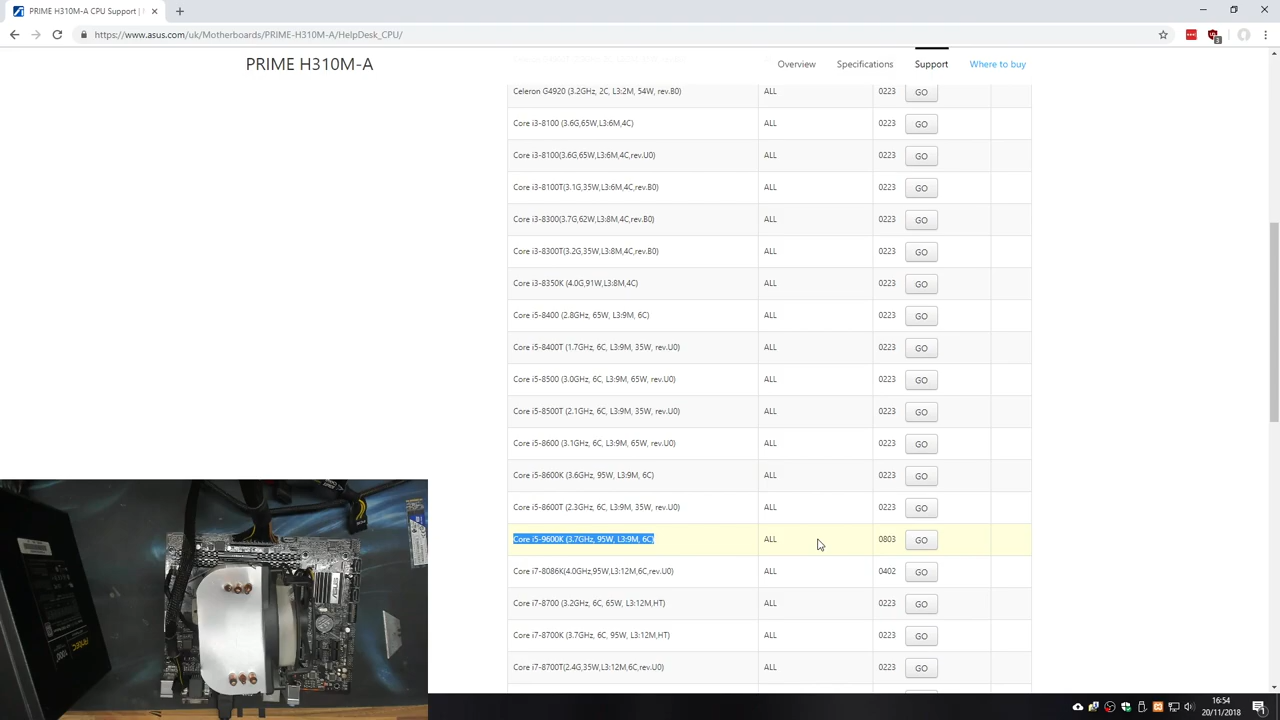 PRIME H310M-A CPU Support |
https://www.asus.com/uk/Motherboards/PRIME-H310M-A/HelpDesk_CPU/
3
PRIME H310M-A
Overview
Specifications
Support
Where to buy
Celeron G4920 (3.2GHz, 2C, L3:2M, 54W, rev.B0) ALL 0223 GO
Core i3-8100 (3.6G,65W,L3:6M,4C) ALL 0223 GO
Core i3-8100(3.6G,65W,L3:6M,4C,rev.U0) ALL 0223 GO
Core i3-8100T(3.1G,35W,L3:6M,4C,rev.B0) ALL 0223 GO
Core i3-8300(3.7G,62W,L3:8M,4C,rev.B0) ALL 0223 GO
Core i3-8300T(3.2G,35W,L3:8M,4C,rev.B0) ALL 0223 GO
Core i3-8350K (4.0G,91W,L3:8M,4C) ALL 0223 GO
Core i5-8400 (2.8GHz, 65W, L3:9M, 6C) ALL 0223 GO
Core i5-8400T (1.7GHz, 6C, L3:9M, 35W, rev.U0) ALL 0223 GO
Core i5-8500 (3.0GHz, 6C, L3:9M, 65W, rev.U0) ALL 0223 GO
Core i5-8500T (2.1GHz, 6C, L3:9M, 35W, rev.U0) ALL 0223 GO
Core i5-8600 (3.1GHz, 6C, L3:9M, 65W, rev.U0) ALL 0223 GO
Core i5-8600K (3.6GHz, 95W, L3:9M, 6C) ALL 0223 GO
Core i5-8600T (2.3GHz, 6C, L3:9M, 35W, rev.U0) ALL 0223 GO
Core i5-9600K (3.7GHz, 95W, L3:9M, 6C) ALL 0803 GO
Core i7-8086K(4.0GHz,95W,L3:12M,6C,rev.U0) ALL 0402 GO
Core i7-8700 (3.2GHz, 6C, 65W, L3:12M,HT) ALL 0223 GO
Core i7-8700K (3.7GHz, 6C, 95W, L3:12M,HT) ALL 0223 GO
Core i7-8700T(2.4G,35W,L3:12M,6C,rev.U0) ALL 0223 GO
16:54
20/11/2018